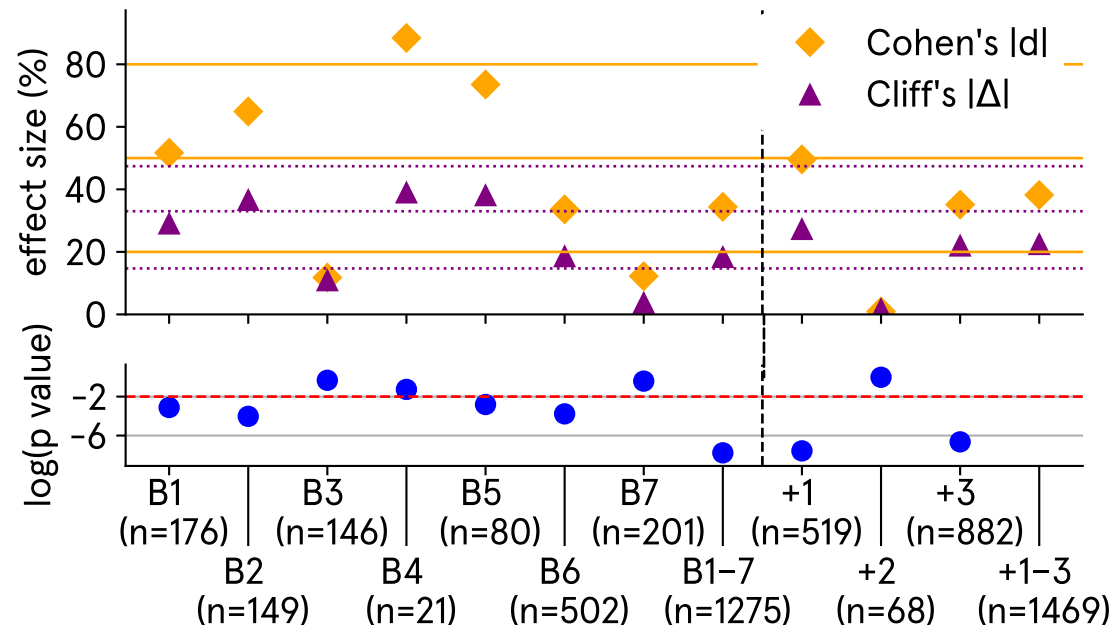 Cohen's |d|
Cliff's |Δ|
effect size (%)
80
60
40
20
0
log(p value)
−2
−6
B1 B3 B5 B7 +1 +3
(n=176) (n=146) (n=80) (n=201) (n=519) (n=882)
B2 B4 B6 B1−7 +2 +1−3
(n=149) (n=21) (n=502) (n=1275) (n=68) (n=1469)